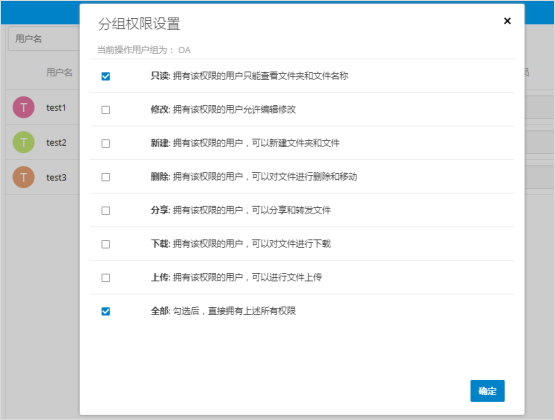 分组权限设置
当前操作用户组为： OA
用户名
用户名
员
只读: 拥有该权限的用户只能查看文件夹和文件名称
T test1
修改: 拥有该权限的用户允许编辑修改
T test2
新建: 拥有该权限的用户，可以新建文件夹和文件
T test3
删除: 拥有该权限的用户，可以对文件进行删除和移动
分享: 拥有该权限的用户，可以分享和转发文件
下载: 拥有该权限的用户，可以对文件进行下载
上传: 拥有该权限的用户，可以进行文件上传
全部: 勾选后，直接拥有上述所有权限
确定